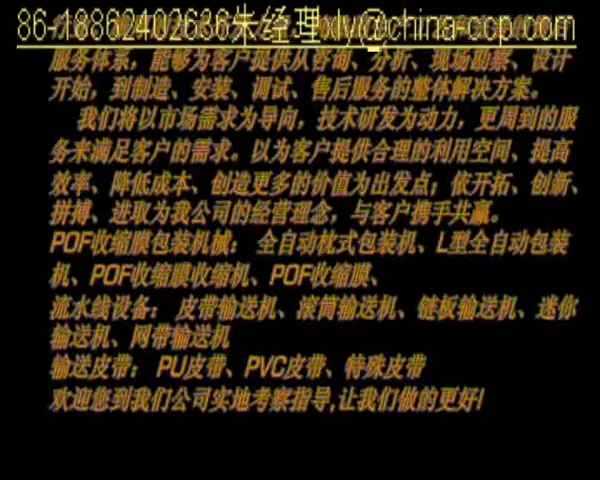 86-18862402686朱经理xly@china-ccp.com
服务体系，能够为客户提供从咨询、分析、现场勘察、设计
开始，到制造、安装、调试、售后服务的整体解决方案。
我们将以市场需求为导向，技术研发为动力，更周到的服
务来满足客户的需求。以为客户提供合理的利用空间、提高
效率、降低成本、创造更多的价值为出发点；依开拓、创新、
拼搏、进取为我公司的经营理念，与客户携手共赢。
POF收缩膜包装机械： 全自动枕式包装机、L型全自动包装
机、POF收缩膜收缩机、POF收缩膜、
流水线设备： 皮带输送机、滚筒输送机、链板输送机、迷你
输送机、网带输送机
输送皮带： PU皮带、PVC皮带、特殊皮带
欢迎您到我们公司实地考察指导,让我们做的更好!